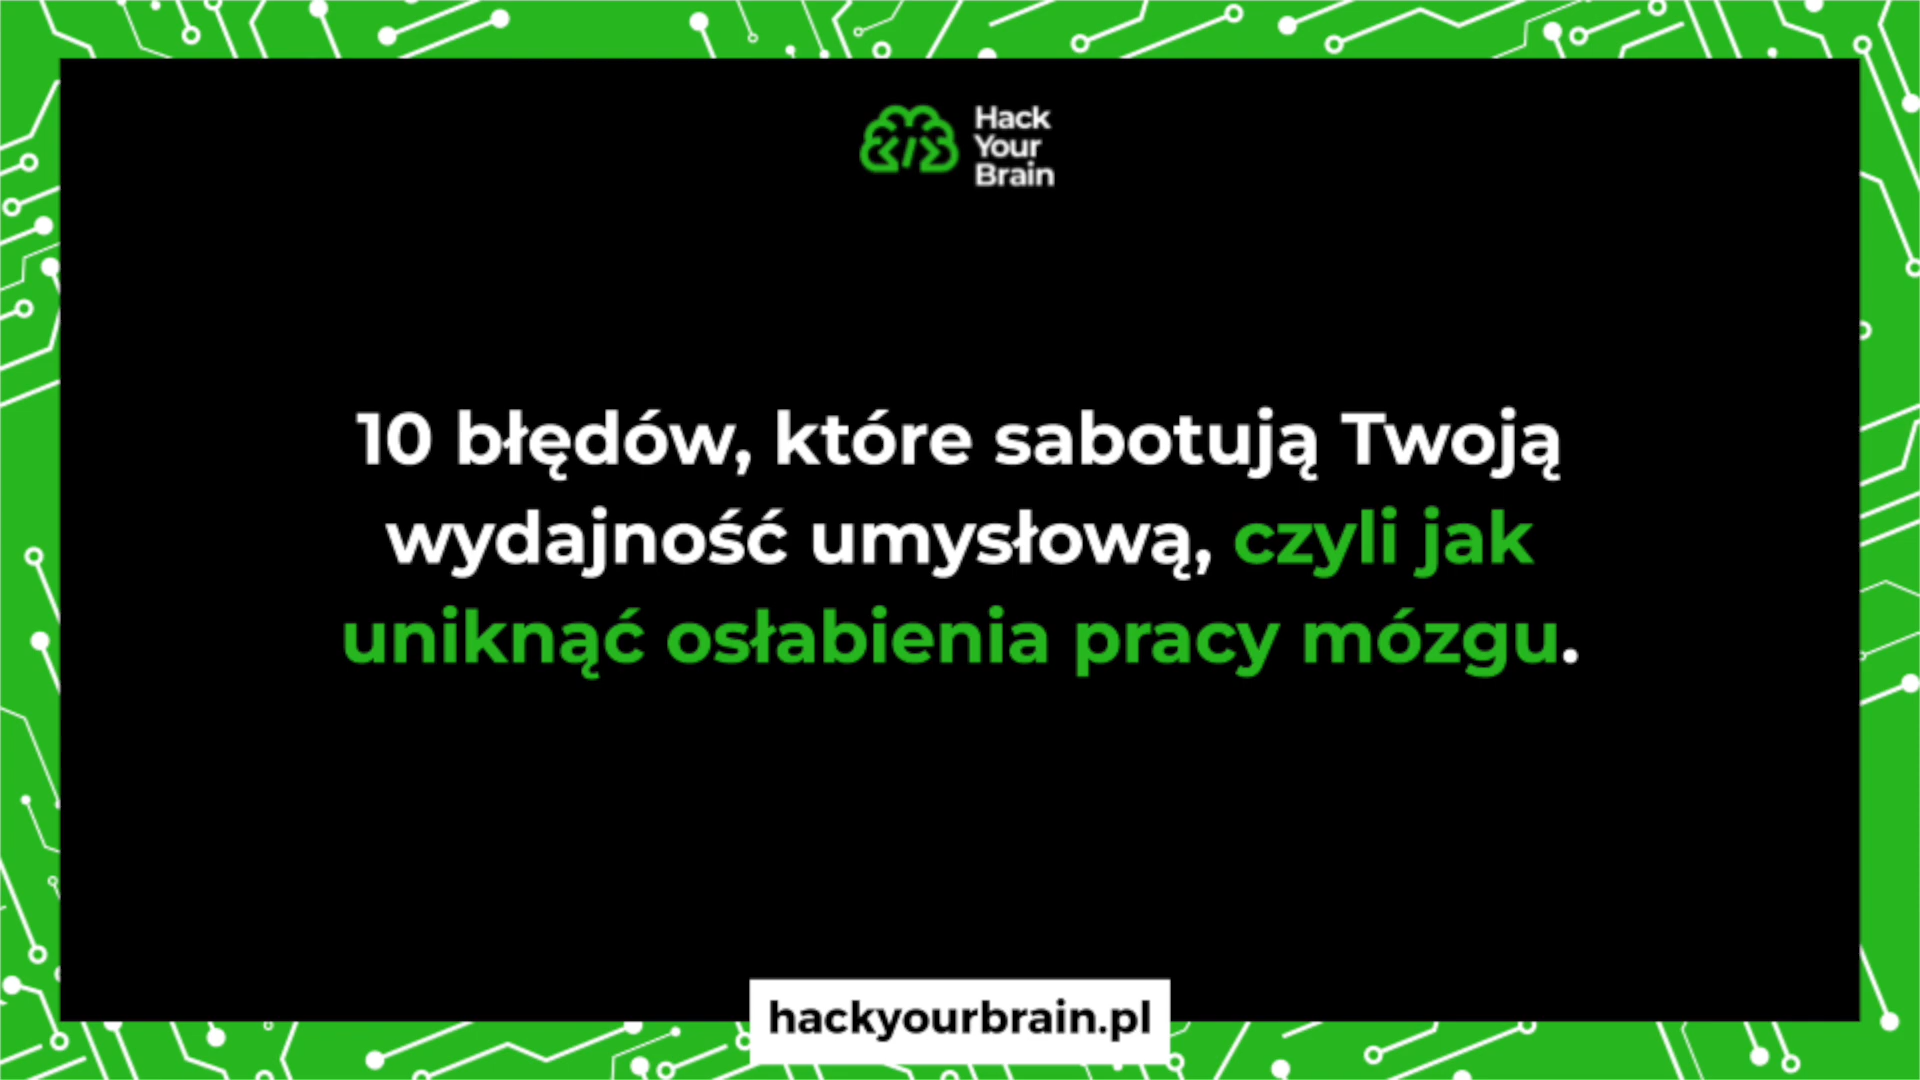 Hack
Your
Brain
10 błędów, które sabotują Twoją
wydajność umysłową, czyli jak
uniknąć osłabienia pracy mózgu.
hackyourbrain.pl